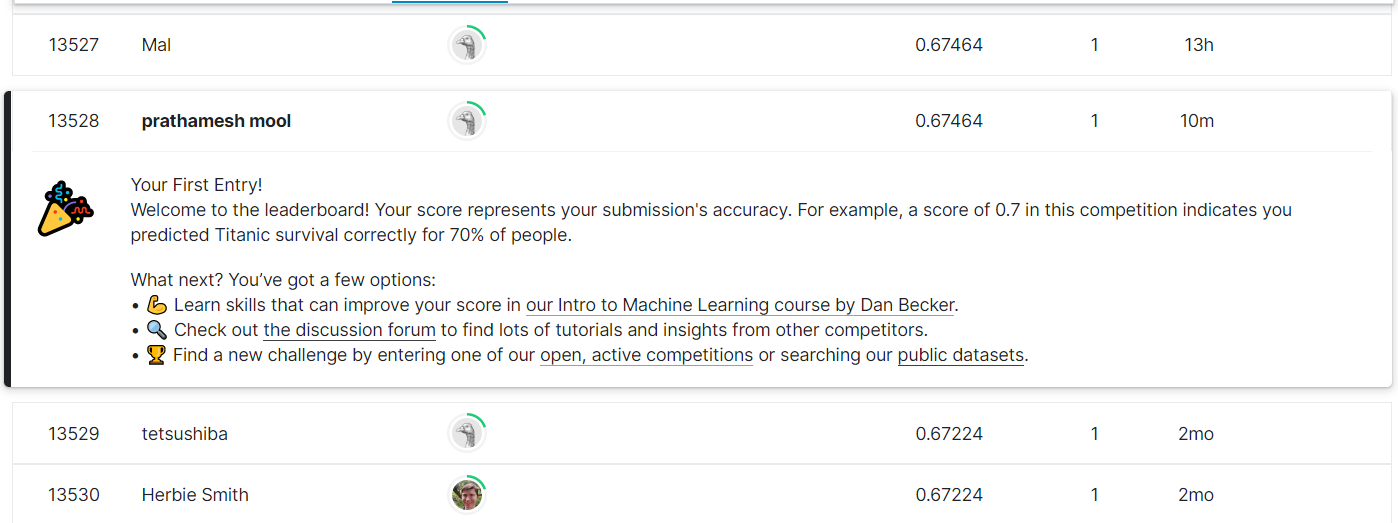 13527 Mal 0.67464 1 13h
13528 prathamesh mool 0.67464 1 10m
Your First Entry!
Welcome to the leaderboard! Your score represents your submission's accuracy. For example, a score of 0.7 in this competition indicates you
predicted Titanic survival correctly for 70% of people.
What next? You’ve got a few options:
• 💪 Learn skills that can improve your score in our Intro to Machine Learning course by Dan Becker.
• 🔍 Check out the discussion forum to find lots of tutorials and insights from other competitors.
• 🏆 Find a new challenge by entering one of our open, active competitions or searching our public datasets.
13529 tetsushiba 0.67224 1 2mo
13530 Herbie Smith 0.67224 1 2mo